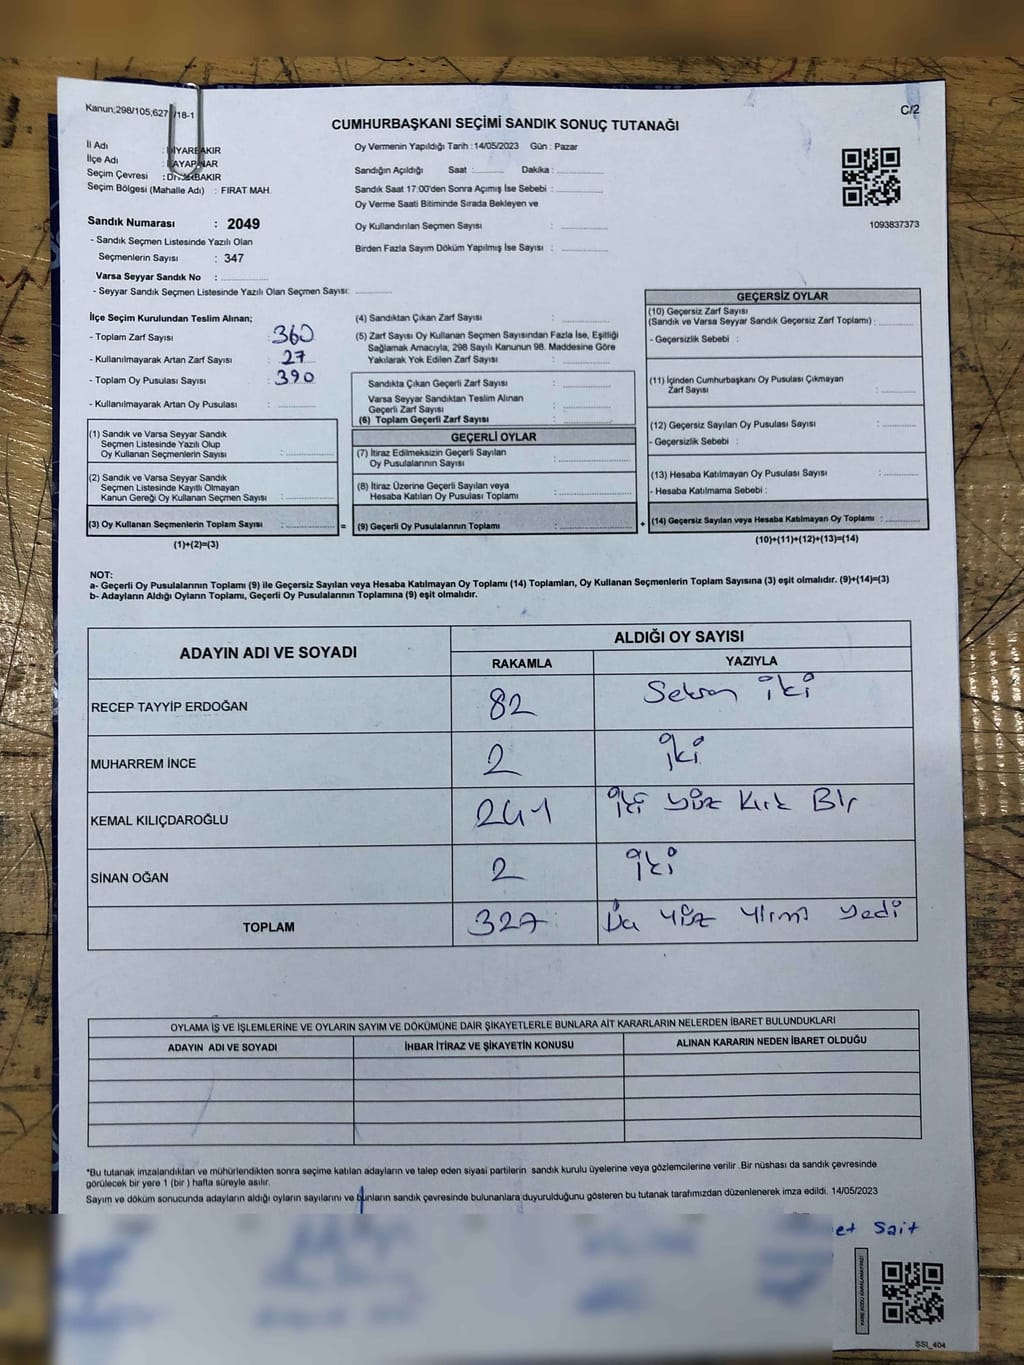 Kanun;298/105;627 /18-1
C/2
CUMHURBAŞKANI SEÇİMİ SANDIK SONUÇ TUTANAĞI
İl Adı : DİYARBAKIR
İlçe Adı : KAYAPINAR
Seçim Çevresi : DİYARBAKIR
Seçim Bölgesi (Mahalle Adı) : FIRAT MAH.
Sandık Numarası : 2049
- Sandık Seçmen Listesinde Yazılı Olan
Seçmenlerin Sayısı : 347
Varsa Seyyar Sandık No :
- Seyyar Sandık Seçmen Listesinde Yazılı Olan Seçmen Sayısı:
Oy Vermenin Yapıldığı Tarih :14/05/2023 Gün : Pazar
Sandığın Açıldığı Saat : Dakika :
Sandık Saat 17:00'den Sonra Açımış İse Sebebi :
Oy Verme Saati Bitiminde Sırada Bekleyen ve
Oy Kullandırılan Seçmen Sayısı :
Birden Fazla Sayım Döküm Yapılmış İse Sayısı :
1093837373
İlçe Seçim Kurulundan Teslim Alınan;
- Toplam Zarf Sayısı : 360
- Kullanılmayarak Artan Zarf Sayısı : 27
- Toplam Oy Pusulası Sayısı : 390
- Kullanılmayarak Artan Oy Pusulası :
(1) Sandık ve Varsa Seyyar Sandık
Seçmen Listesinde Yazılı Olup
Oy Kullanan Seçmenlerin Sayısı :
(2) Sandık ve Varsa Seyyar Sandık
Seçmen Listesinde Kayıtlı Olmayan
Kanun Gereği Oy Kullanan Seçmen Sayısı :
(3) Oy Kullanan Seçmenlerin Toplam Sayısı : =
(1)+(2)=(3)
(4) Sandıktan Çıkan Zarf Sayısı :
(5) Zarf Sayısı Oy Kullanan Seçmen Sayısından Fazla İse, Eşitliği
Sağlamak Amacıyla; 298 Sayılı Kanunun 98. Maddesine Göre
Yakılarak Yok Edilen Zarf Sayısı :
Sandıkta Çıkan Geçerli Zarf Sayısı :
Varsa Seyyar Sandıktan Teslim Alınan
Geçerli Zarf Sayısı :
(6) Toplam Geçerli Zarf Sayısı :
GEÇERLİ OYLAR
(7) İtiraz Edilmeksizin Geçerli Sayılan
Oy Pusulalarının Sayısı :
(8) İtiraz Üzerine Geçerli Sayılan veya
Hesaba Katılan Oy Pusulası Toplamı :
(9) Geçerli Oy Pusulalarının Toplamı : +
GEÇERSİZ OYLAR
(10) Geçersiz Zarf Sayısı
(Sandık ve Varsa Seyyar Sandık Geçersiz Zarf Toplamı) :
- Geçersizlik Sebebi :
(11) İçinden Cumhurbaşkanı Oy Pusulası Çıkmayan
Zarf Sayısı :
(12) Geçersiz Sayılan Oy Pusulası Sayısı :
- Geçersizlik Sebebi :
(13) Hesaba Katılmayan Oy Pusulası Sayısı :
- Hesaba Katılmama Sebebi :
(14) Geçersiz Sayılan veya Hesaba Katılmayan Oy Toplamı :
(10)+(11)+(12)+(13)=(14)
NOT:
a- Geçerli Oy Pusulalarının Toplamı (9) ile Geçersiz Sayılan veya Hesaba Katılmayan Oy Toplamı (14) Toplamları, Oy Kullanan Seçmenlerin Toplam Sayısına (3) eşit olmalıdır. (9)+(14)=(3)
b- Adayların Aldığı Oyların Toplamı, Geçerli Oy Pusulalarının Toplamına (9) eşit olmalıdır.
ADAYIN ADI VE SOYADI
ALDIĞI OY SAYISI
RAKAMLA YAZIYLA
RECEP TAYYİP ERDOĞAN 82 Seksen iki
MUHARREM İNCE 2 iki
KEMAL KILIÇDAROĞLU 241 iki yüz Kırk Bir
SİNAN OĞAN 2 iki
TOPLAM 327 yüz yirmi yedi
OYLAMA İŞ VE İŞLEMLERİNE VE OYLARIN SAYIM VE DÖKÜMÜNE DAİR ŞİKAYETLERLE BUNLARA AİT KARARLARIN NELERDEN İBARET BULUNDUKLARI
ADAYIN ADI VE SOYADI İHBAR İTİRAZ VE ŞİKAYETİN KONUSU ALINAN KARARIN NEDEN İBARET OLDUĞU
*Bu tutanak imzalandıktan ve mühürlendikten sonra seçime katılan adayların ve talep eden siyasi partilerin sandık kurulu üyelerine veya gözlemcilerine verilir .Bir nüshası da sandık çevresinde
görülecek bir yere 1 (bir ) hafta süreyle asılır.
Sayım ve döküm sonucunda adayların aldığı oyların sayılarını ve bunların sandık çevresinde bulunanlara duyurulduğunu gösteren bu tutanak tarafımızdan düzenlenerek imza edildi. 14/05/2023
et Sait
SSI_404